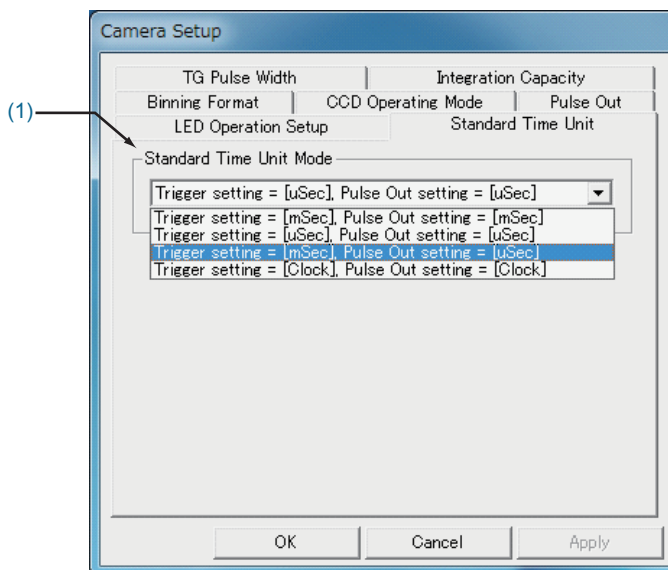 Camera Setup
TG Pulse Width
Integration Capacity
Binning Format
CCD Operating Mode
Pulse Out
(1)
LED Operation Setup
Standard Time Unit
Standard Time Unit Mode
Trigger setting = [uSec], Pulse Out setting = [uSec]
Trigger setting = [mSec], Pulse Out setting = [mSec]
Trigger setting = [uSec], Pulse Out setting = [uSec]
Trigger setting = [mSec], Pulse Out setting = [uSec]
Trigger setting = [Clock], Pulse Out setting = [Clock]
OK
Cancel
Apply